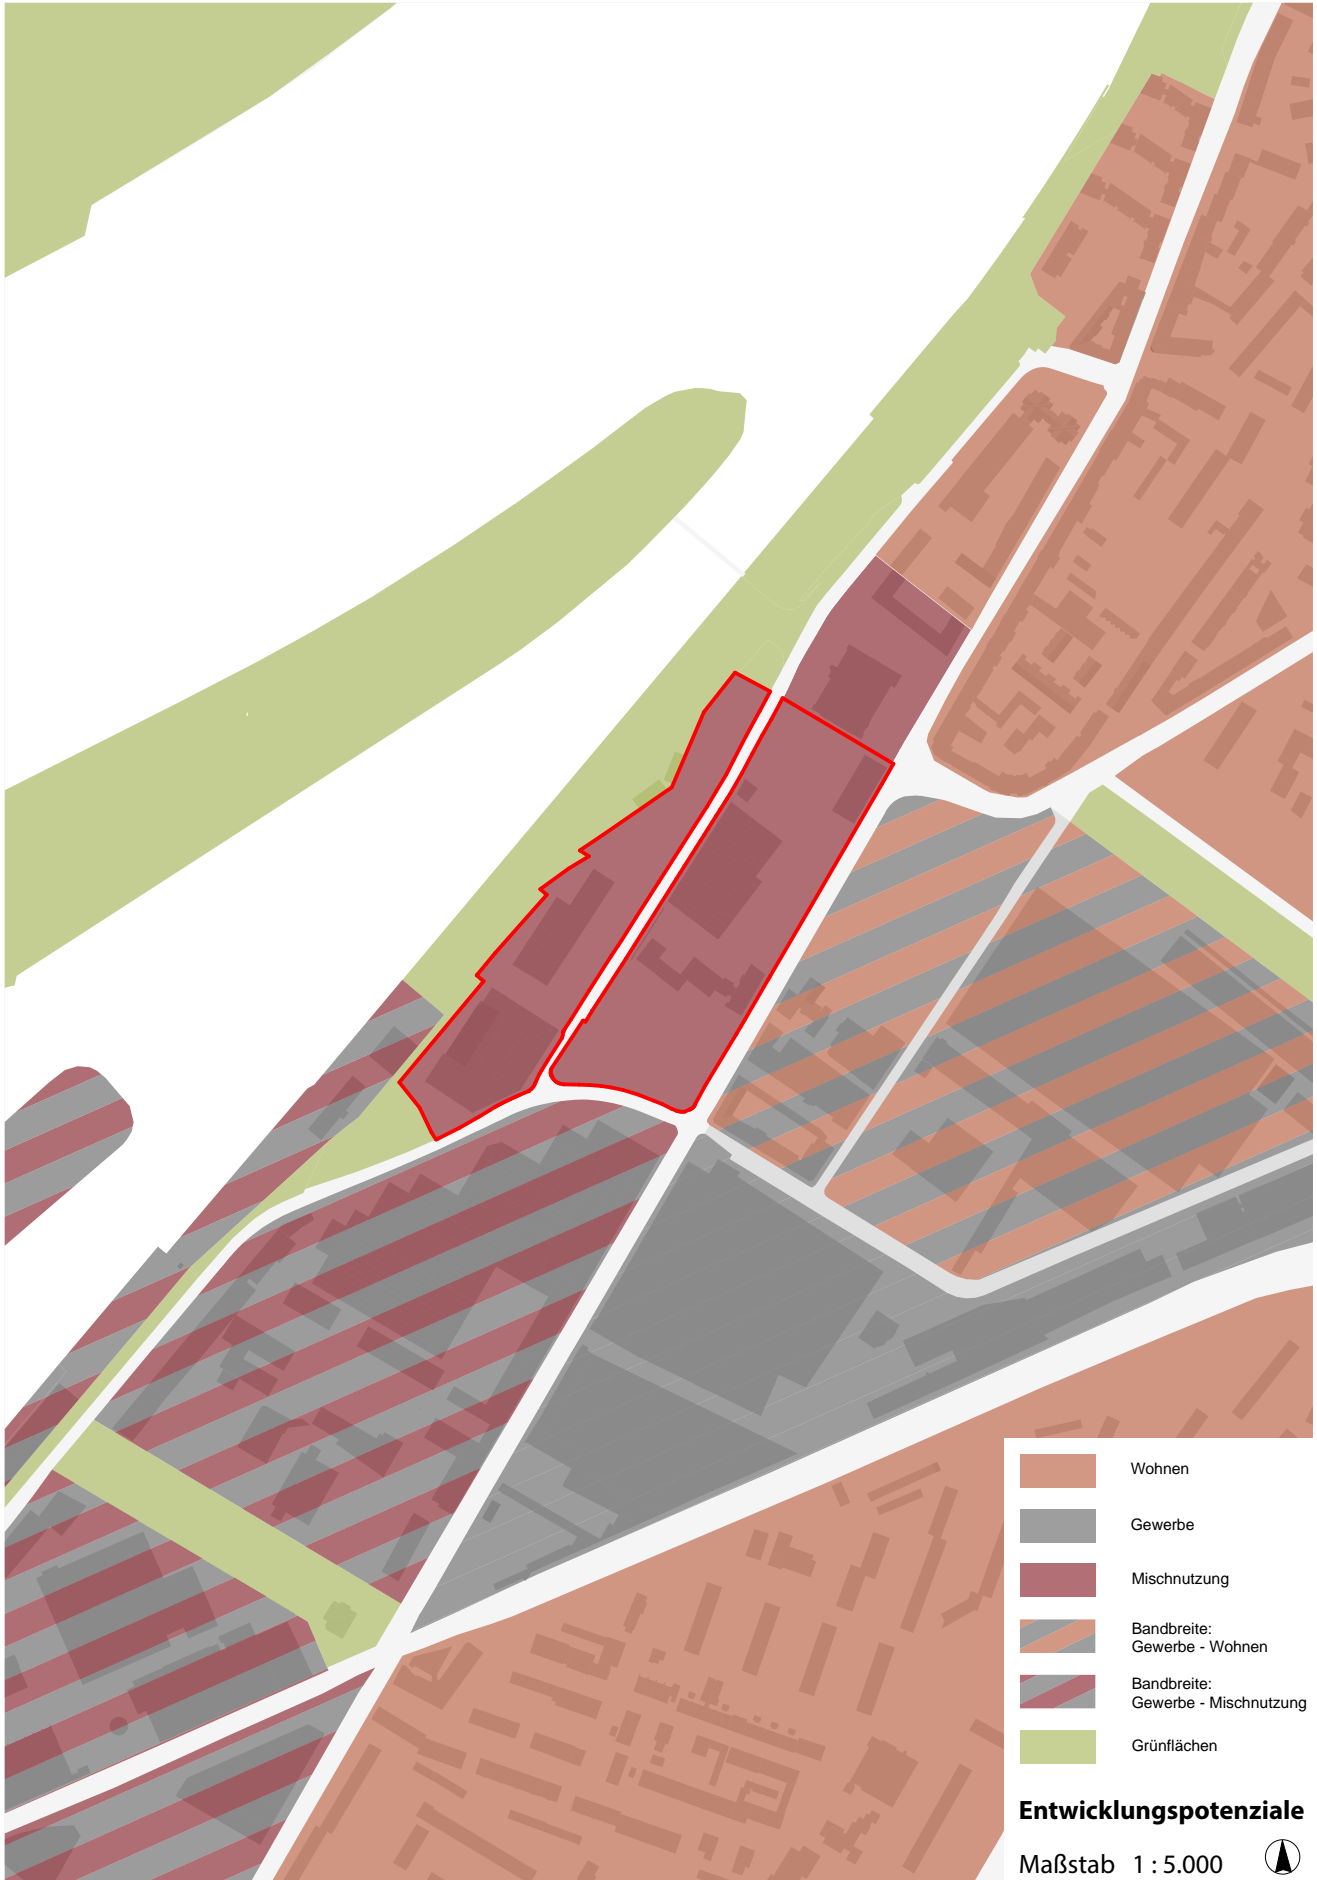 Wohnen
Gewerbe
Mischnutzung
Bandbreite:
Gewerbe - Wohnen
Bandbreite:
Gewerbe - Mischnutzung
Grünflächen
Entwicklungspotenziale
Maßstab 1 : 5.000